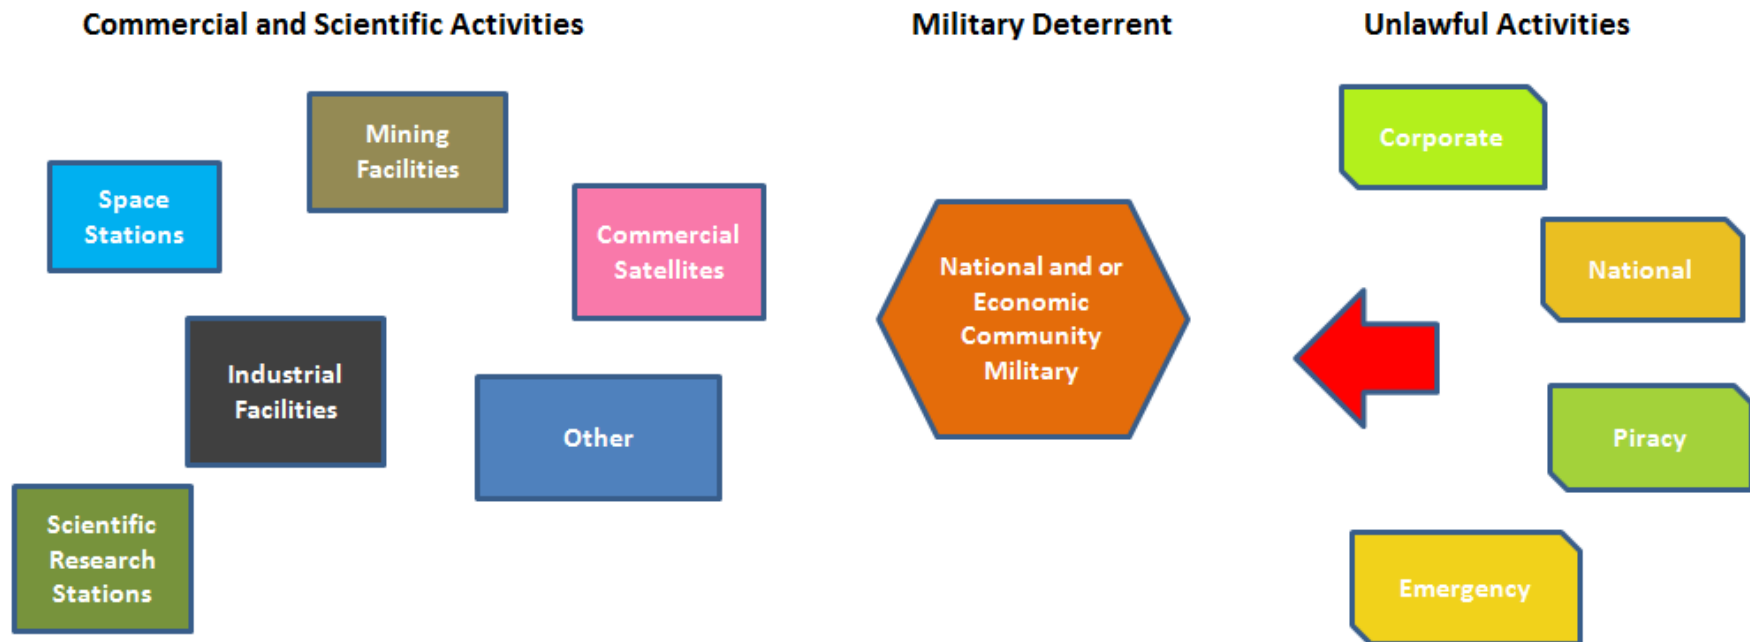 Commercial and Scientific Activities
Military Deterrent
Unlawful Activities
Mining
Facilities
Space
Stations
Commercial
Satellites
Industrial
Facilities
Other
Scientific
Research
Stations
National and or
Economic
Community
Military
Corporate
National
Piracy
Emergency